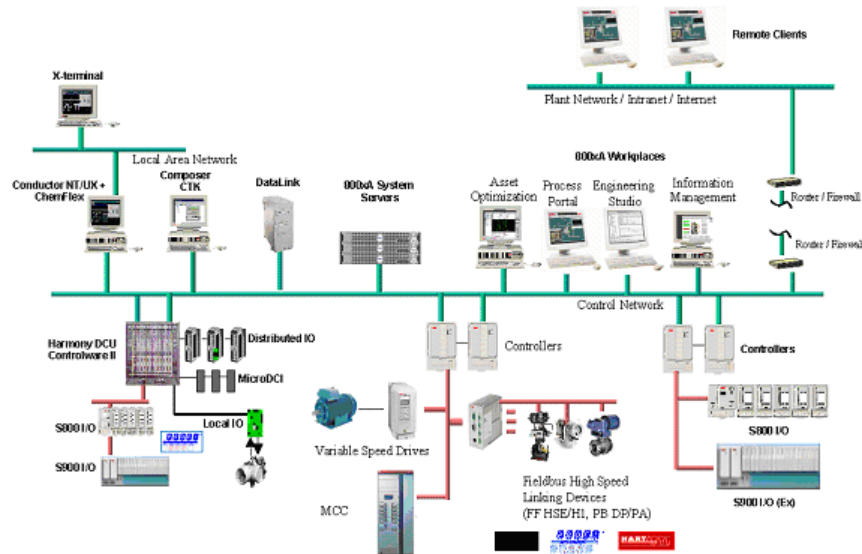 Remote Clients
X-terminal
Plant Network / Intranet / Internet
Local Area Network
800xA Workplaces
Conductor NT/UX +
ChemFlex
Composer
CTK
DataLink
800xA System
Servers
Asset
Optimization
Process
Portal
Engineering
Studio
Information
Management
Router / Firewall
Router / Firewall
Control Network
Harmony DCU
Controlware II
Distributed IO
Controllers
Controllers
MicroDCI
S800 I/O
Local IO
S900 I/O
Variable Speed Drives
S800 I/O
MCC
Fieldbus High Speed
Linking Devices
(FF HSE/H1, PB DP/PA)
S900 I/O (Ex)
HART